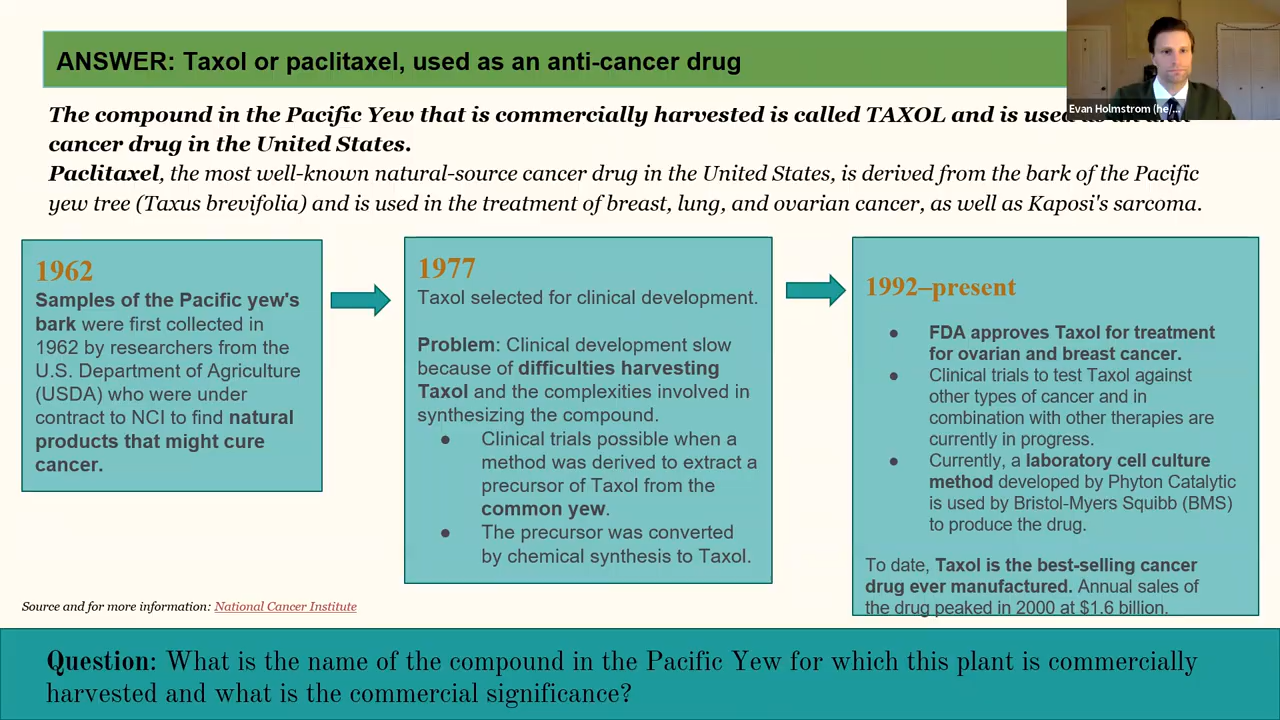 ANSWER: Taxol or paclitaxel, used as an anti-cancer drug
Evan Holmstrom (he/...
The compound in the Pacific Yew that is commercially harvested is called TAXOL and is used as an anti-
cancer drug in the United States.
Paclitaxel, the most well-known natural-source cancer drug in the United States, is derived from the bark of the Pacific
yew tree (Taxus brevifolia) and is used in the treatment of breast, lung, and ovarian cancer, as well as Kaposi's sarcoma.
1962
Samples of the Pacific yew's
bark were first collected in
1962 by researchers from the
U.S. Department of Agriculture
(USDA) who were under
contract to NCI to find natural
products that might cure
cancer.
1977
Taxol selected for clinical development.
Problem: Clinical development slow
because of difficulties harvesting
Taxol and the complexities involved in
synthesizing the compound.
● Clinical trials possible when a
method was derived to extract a
precursor of Taxol from the
common yew.
● The precursor was converted
by chemical synthesis to Taxol.
1992–present
● FDA approves Taxol for treatment
for ovarian and breast cancer.
● Clinical trials to test Taxol against
other types of cancer and in
combination with other therapies are
currently in progress.
● Currently, a laboratory cell culture
method developed by Phyton Catalytic
is used by Bristol-Myers Squibb (BMS)
to produce the drug.
To date, Taxol is the best-selling cancer
drug ever manufactured. Annual sales of
the drug peaked in 2000 at $1.6 billion.
Source and for more information: National Cancer Institute
Question: What is the name of the compound in the Pacific Yew for which this plant is commercially
harvested and what is the commercial significance?